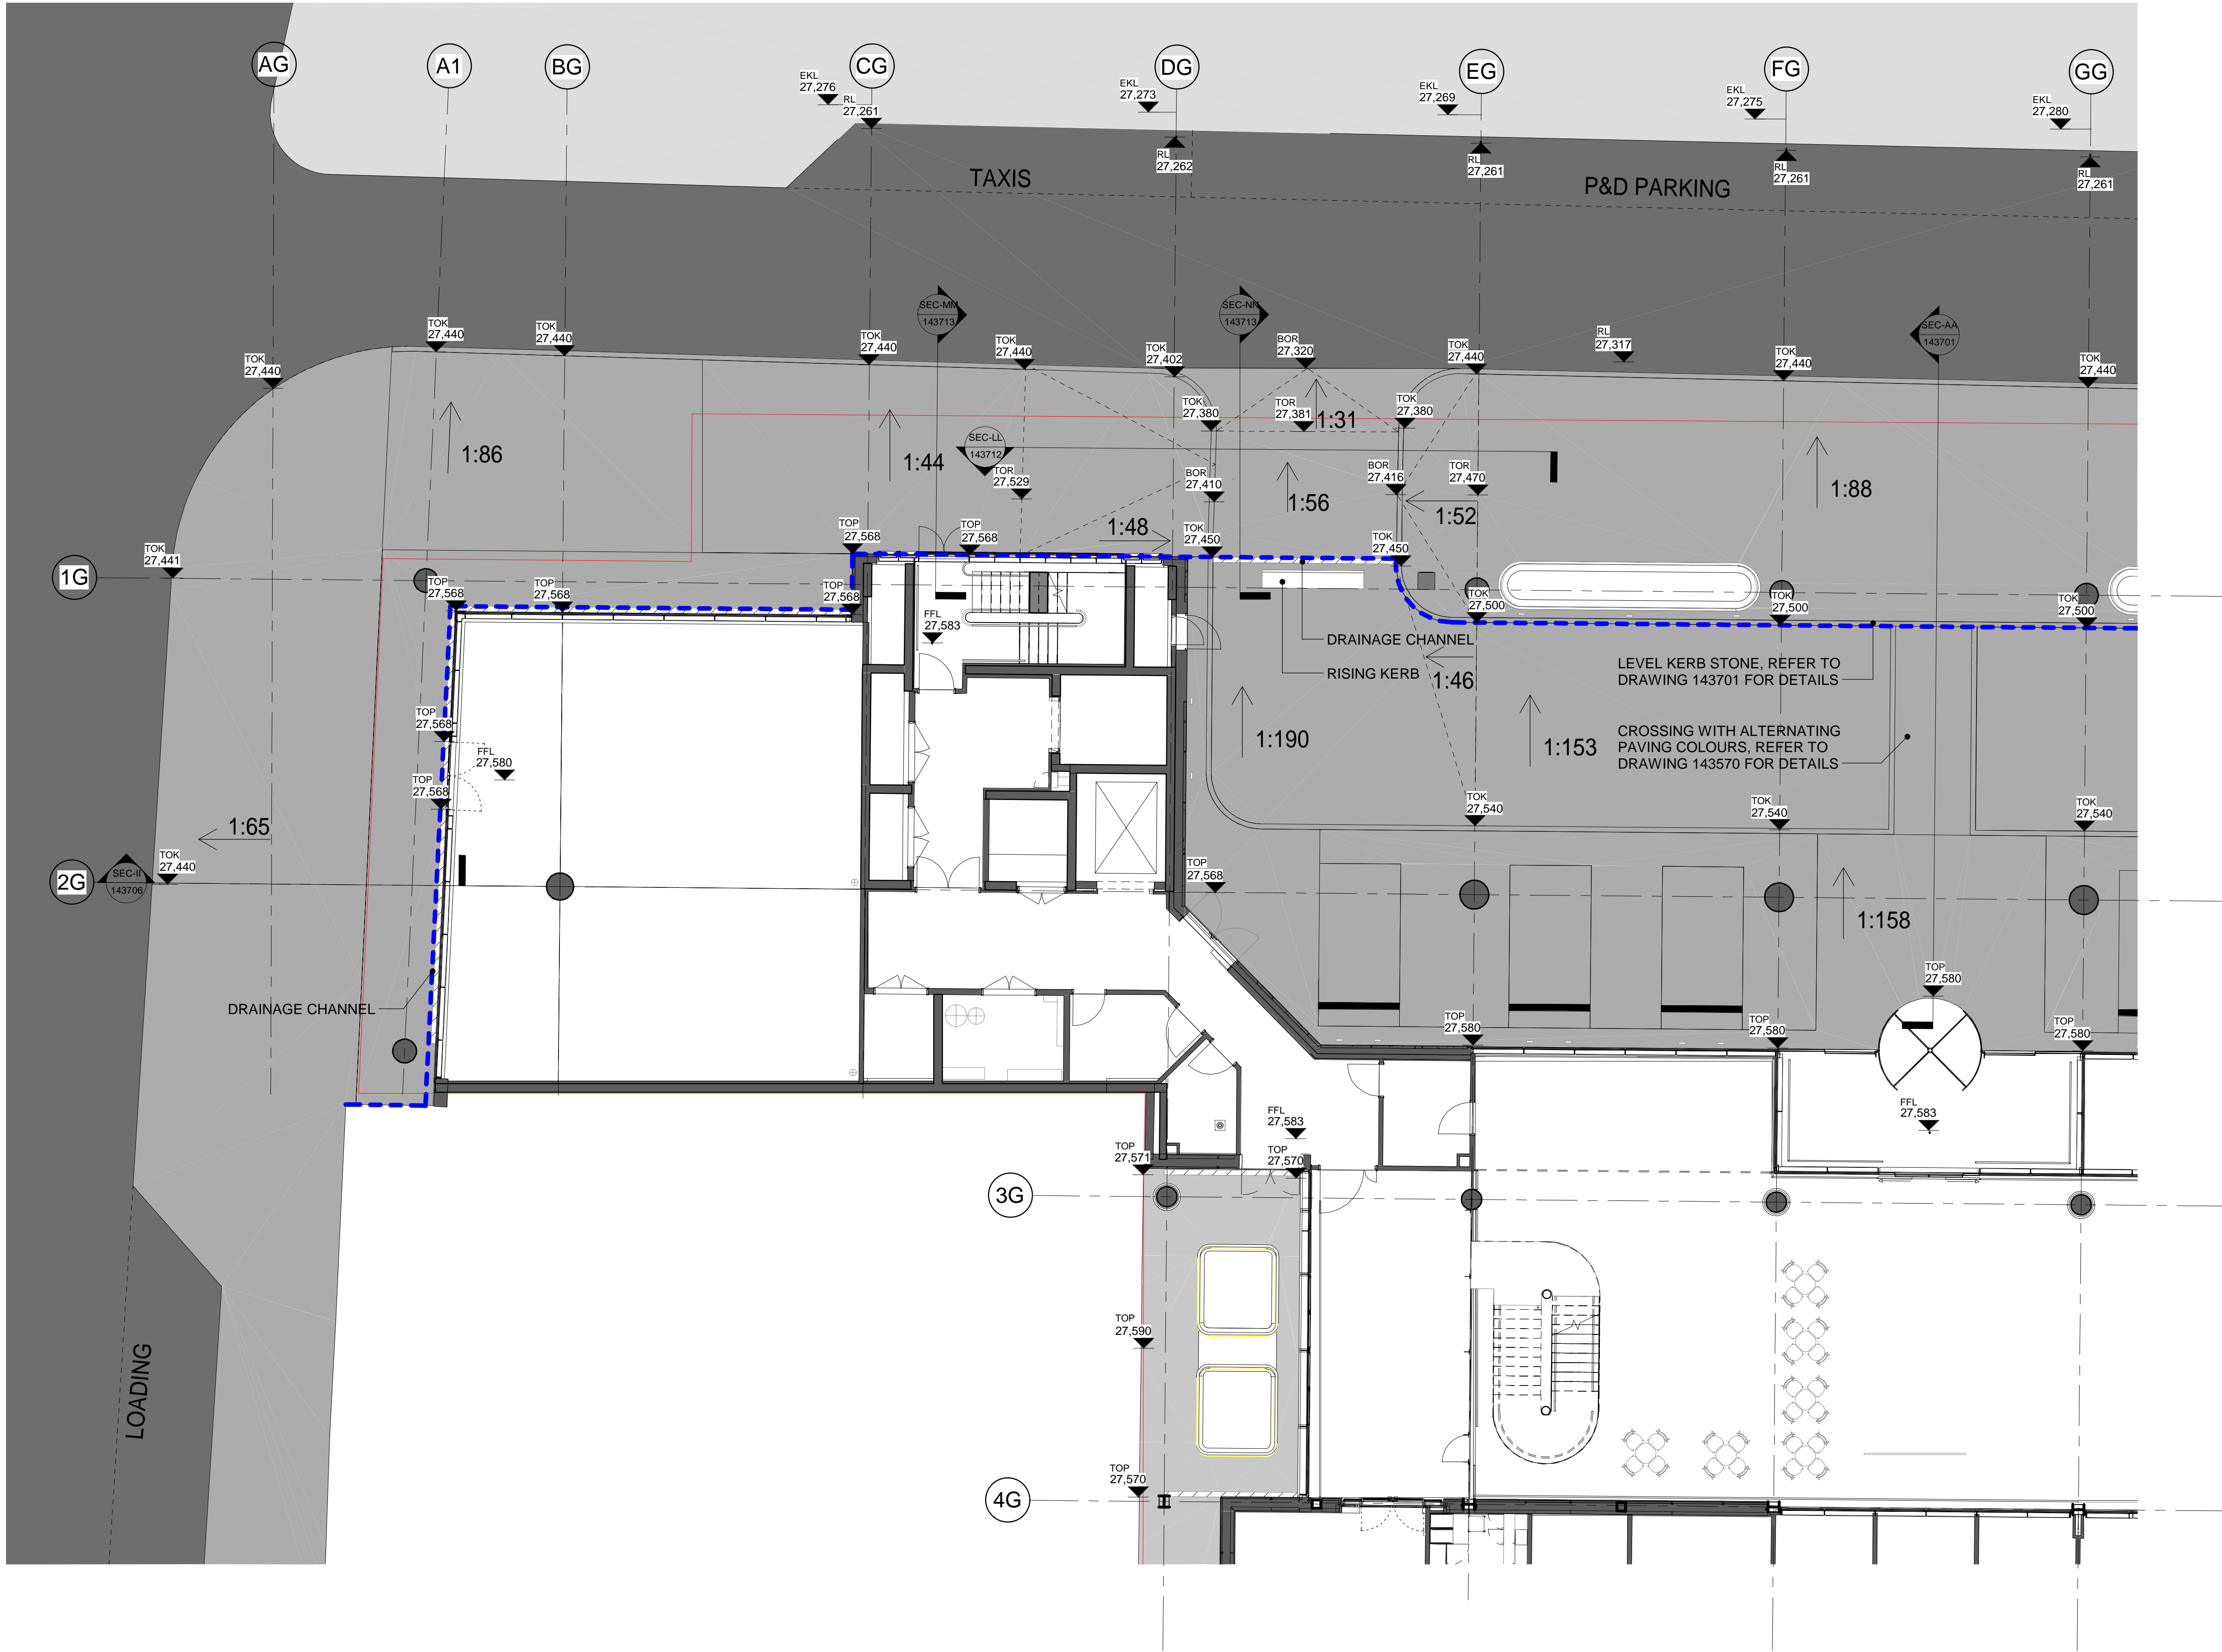 AG
A1
BG
CG
DG
EG
FG
GG
EKL
27,276
RL
27,261
EKL
27,273
EKL
27,269
EKL
27,275
EKL
27,280
RL
27,262
RL
27,261
RL
27,261
RL
27,261
TAXIS
P&D PARKING
SEC-MM
143713
SEC-NN
143713
SEC-AA
143701
TOK
27,440
TOK
27,440
TOK
27,440
TOK
27,440
TOK
27,440
TOK
27,402
BOR
27,320
TOK
27,440
RL
27,317
TOK
27,440
TOK
27,440
TOK
27,380
TOR
27,381
1:31
TOK
27,380
1:86
1:44
SEC-LL
143712
TOR
27,529
BOR
27,410
1:56
BOR
27,416
TOR
27,470
1:52
1:88
TOP
27,568
TOP
27,568
1:48
TOK
27,450
TOK
27,450
1G
TOK
27,441
TOP
27,568
TOP
27,568
TOP
27,568
FFL
27,583
TOK
27,500
TOK
27,500
TOK
27,500
DRAINAGE CHANNEL
RISING KERB
1:46
LEVEL KERB STONE, REFER TO
DRAWING 143701 FOR DETAILS
TOP
27,568
FFL
27,580
TOP
27,568
1:190
1:153
CROSSING WITH ALTERNATING
PAVING COLOURS, REFER TO
DRAWING 143570 FOR DETAILS
1:65
TOK
27,540
TOK
27,540
TOK
27,540
2G
SEC-II
143706
TOK
27,440
TOP
27,568
1:158
DRAINAGE CHANNEL
TOP
27,580
TOP
27,580
TOP
27,580
TOP
27,580
FFL
27,583
FFL
27,583
TOP
27,571
TOP
27,570
3G
TOP
27,590
LOADING
TOP
27,570
4G